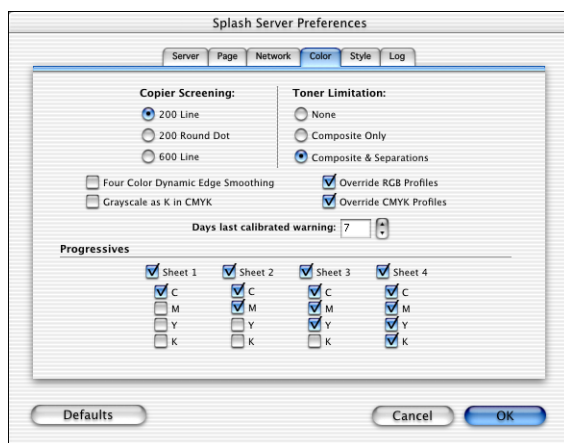 Splash Server Preferences
Server Page Network Color Style Log
Copier Screening: Toner Limitation:
200 Line None
200 Round Dot Composite Only
600 Line Composite & Separations
Four Color Dynamic Edge Smoothing Override RGB Profiles
Grayscale as K in CMYK Override CMYK Profiles
Days last calibrated warning: 7
Progressives
Sheet 1 Sheet 2 Sheet 3 Sheet 4
C C C C
M M M M
Y Y Y Y
K K K K
Defaults Cancel OK